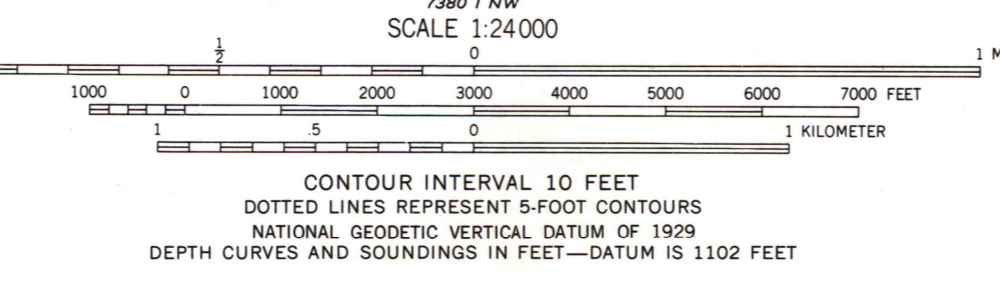 7380 I NW
SCALE 1:24000
1/2 0 1 M
1000 0 1000 2000 3000 4000 5000 6000 7000 FEET
1 .5 0 1 KILOMETER
CONTOUR INTERVAL 10 FEET
DOTTED LINES REPRESENT 5-FOOT CONTOURS
NATIONAL GEODETIC VERTICAL DATUM OF 1929
DEPTH CURVES AND SOUNDINGS IN FEET—DATUM IS 1102 FEET